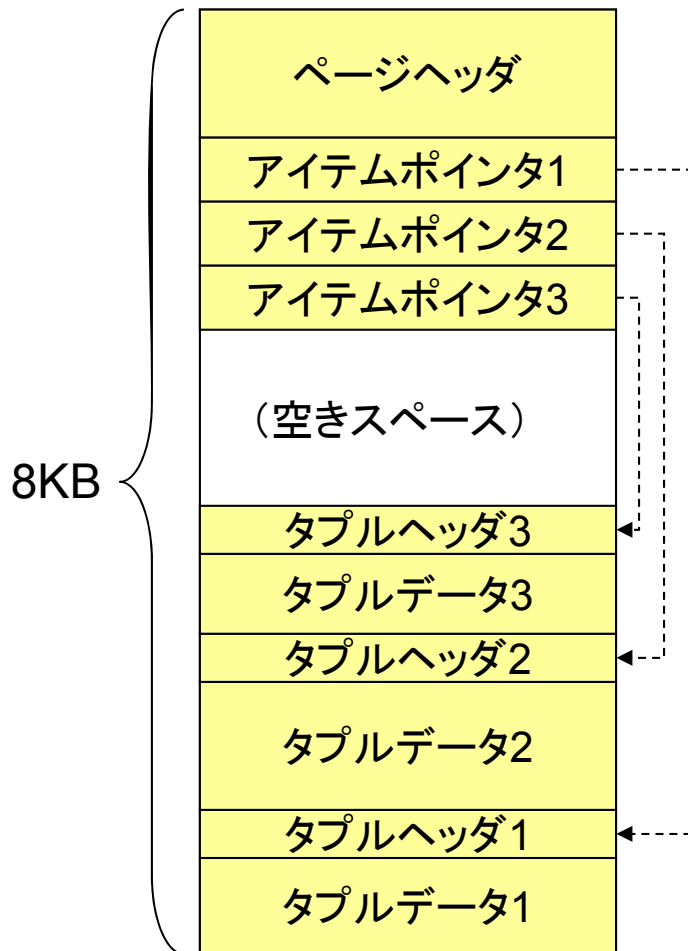 ページヘッダ
アイテムポインタ1
アイテムポインタ2
アイテムポインタ3
(空きスペース)
8KB
タプルヘッダ3
タプルデータ3
タプルヘッダ2
タプルデータ2
タプルヘッダ1
タプルデータ1